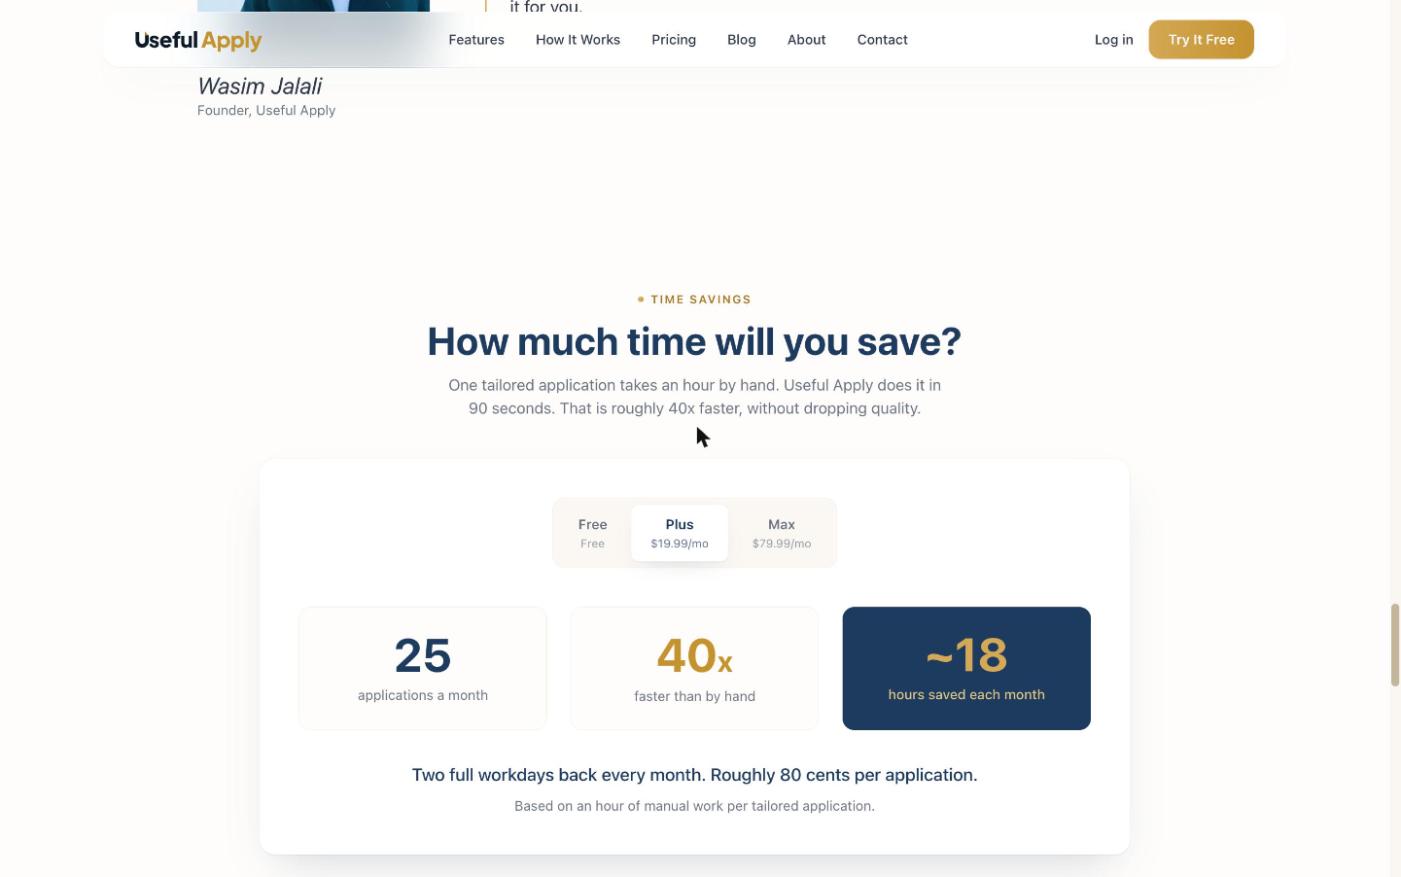 it for you.
Useful Apply
Features
How It Works
Pricing
Blog
About
Contact
Log in
Try It Free
Wasim Jalali
Founder, Useful Apply
TIME SAVINGS
How much time will you save?
One tailored application takes an hour by hand. Useful Apply does it in
90 seconds. That is roughly 40x faster, without dropping quality.
Free
Free
Plus
$19.99/mo
Max
$79.99/mo
25
applications a month
40x
faster than by hand
~18
hours saved each month
Two full workdays back every month. Roughly 80 cents per application.
Based on an hour of manual work per tailored application.